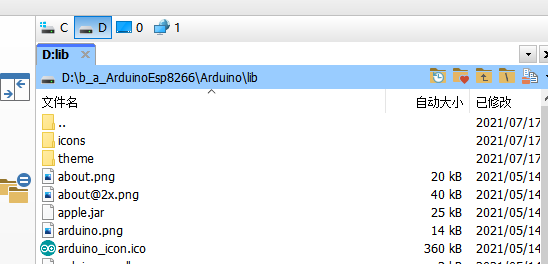 C D 0 1
D:lib
D:\b_a_ArduinoEsp8266\Arduino\lib
文件名 自动大小 已修改
.. 2021/07/17
icons 2021/07/17
theme 2021/07/17
about.png 20 kB 2021/05/14
about@2x.png 40 kB 2021/05/14
apple.jar 25 kB 2021/05/14
arduino.png 14 kB 2021/05/14
arduino_icon.ico 360 kB 2021/05/14